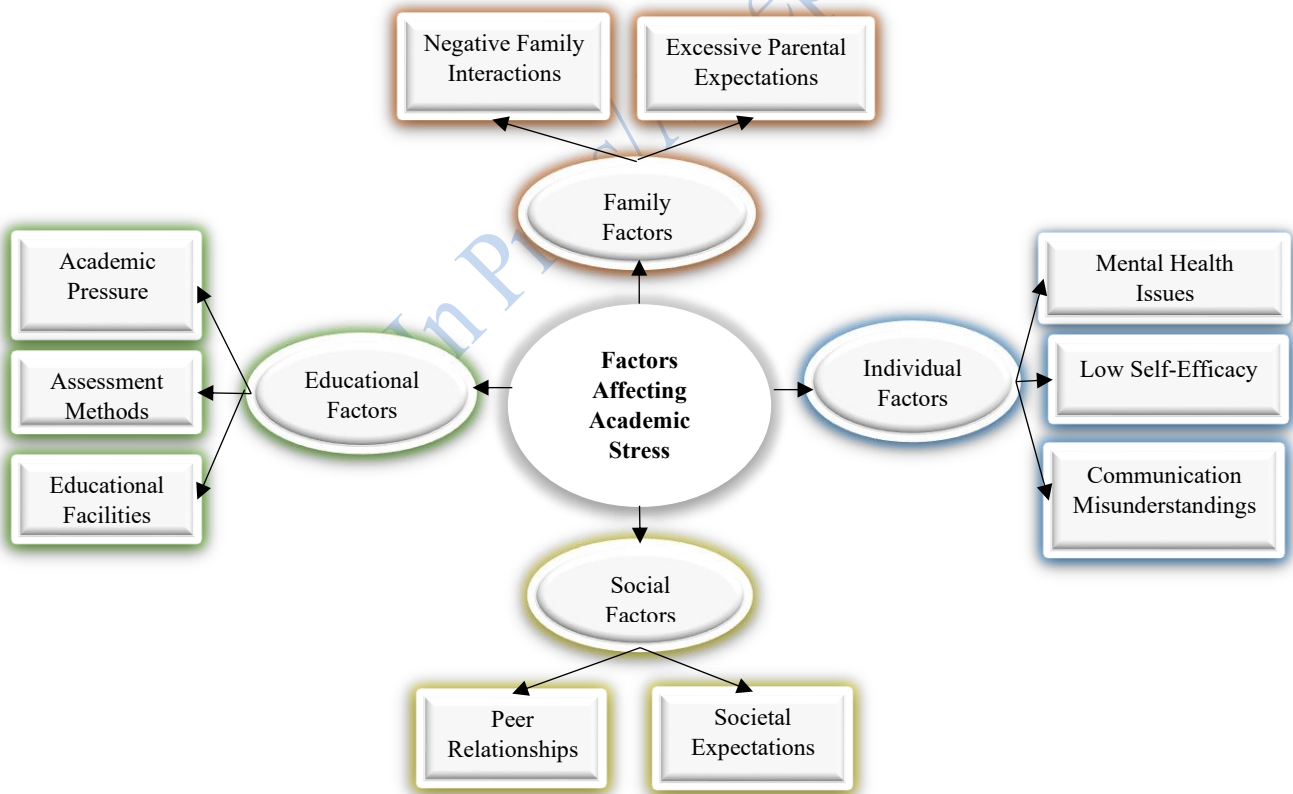 Negative Family
Interactions
Excessive Parental
Expectations
Family
Factors
Academic
Pressure
Assessment
Methods
Educational
Facilities
Educational
Factors
Factors
Affecting
Academic
Stress
Individual
Factors
Mental Health
Issues
Low Self-Efficacy
Communication
Misunderstandings
Social
Factors
Peer
Relationships
Societal
Expectations
In